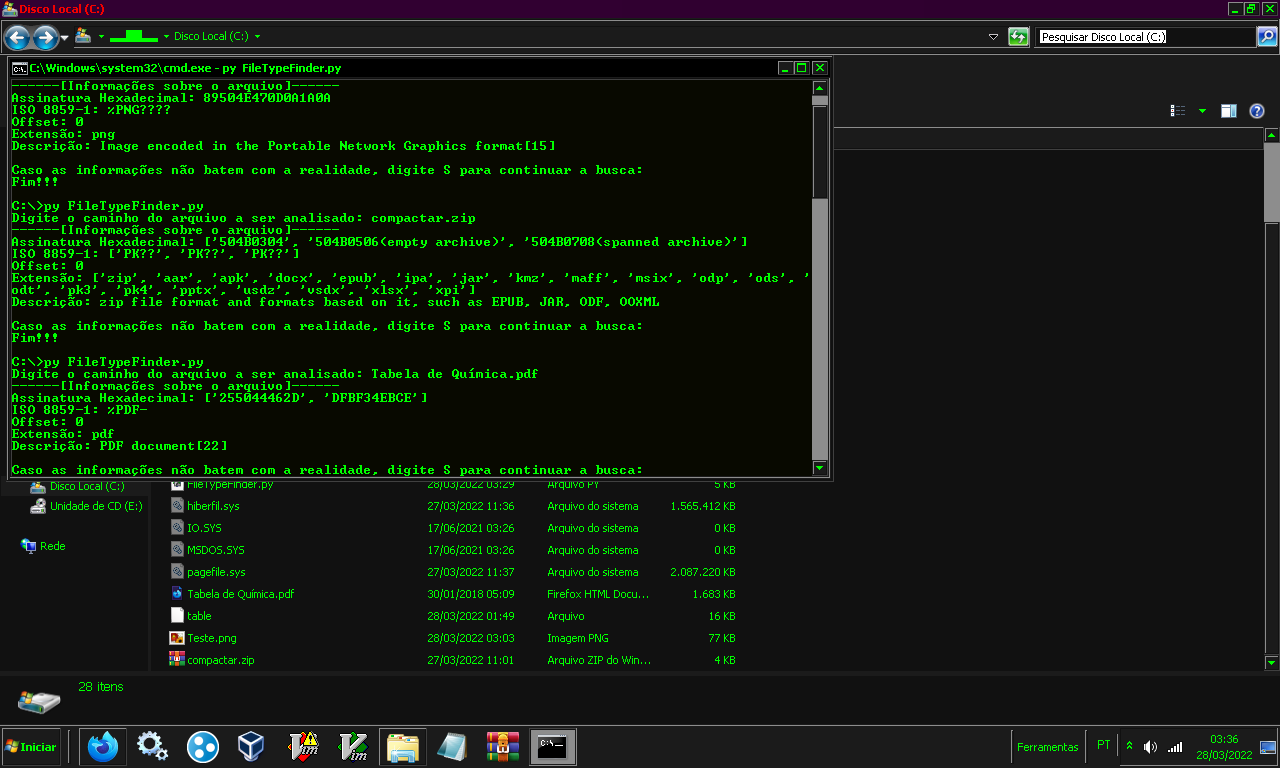 Disco Local (C:)
Disco Local (C:)
Pesquisar Disco Local (C:)
C:\Windows\system32\cmd.exe - py FileTypeFinder.py
------[Informações sobre o arquivo]------
Assinatura Hexadecimal: 89504E470D0A1A0A
ISO 8859-1: %PNG????
Offset: 0
Extensão: png
Descrição: Image encoded in the Portable Network Graphics format[15]
Caso as informações não batem com a realidade, digite S para continuar a busca:
Fim!!!
C:\>py FileTypeFinder.py
Digite o caminho do arquivo a ser analisado: compactar.zip
------[Informações sobre o arquivo]------
Assinatura Hexadecimal: ['504B0304', '504B0506(empty archive)', '504B0708(spanned archive)']
ISO 8859-1: ['PK??', 'PK??', 'PK??']
Offset: 0
Extensão: ['zip', 'aar', 'apk', 'docx', 'epub', 'ipa', 'jar', 'kmz', 'maff', 'msix', 'odp', 'ods', '
odt', 'pk3', 'pk4', 'pptx', 'usdz', 'vsdx', 'xlsx', 'xpi']
Descrição: zip file format and formats based on it, such as EPUB, JAR, ODF, OOXML
Caso as informações não batem com a realidade, digite S para continuar a busca:
Fim!!!
C:\>py FileTypeFinder.py
Digite o caminho do arquivo a ser analisado: Tabela de Química.pdf
------[Informações sobre o arquivo]------
Assinatura Hexadecimal: ['255044462D', 'DFBF34EBCE']
ISO 8859-1: %PDF-
Offset: 0
Extensão: pdf
Descrição: PDF document[22]
Caso as informações não batem com a realidade, digite S para continuar a busca:
Disco Local (C:)
Unidade de CD (E:)
Rede
FileTypeFinder.py 28/03/2022 03:29 Arquivo PY 5 KB
hiberfil.sys 27/03/2022 11:36 Arquivo do sistema 1.565.412 KB
IO.SYS 17/06/2021 03:26 Arquivo do sistema 0 KB
MSDOS.SYS 17/06/2021 03:26 Arquivo do sistema 0 KB
pagefile.sys 27/03/2022 11:37 Arquivo do sistema 2.087.220 KB
Tabela de Química.pdf 30/01/2018 05:09 Firefox HTML Docu... 1.683 KB
table 28/03/2022 01:49 Arquivo 16 KB
Teste.png 28/03/2022 03:03 Imagem PNG 77 KB
compactar.zip 27/03/2022 11:01 Arquivo ZIP do Win... 4 KB
28 itens
Iniciar
Ferramentas
PT
03:36
28/03/2022